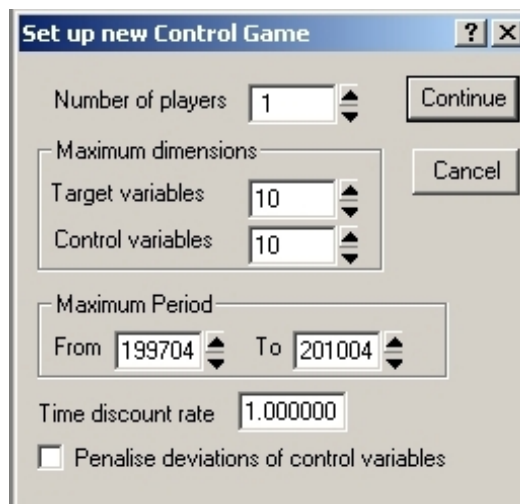 Set up new Control Game
Number of players 1
Continue
Maximum dimensions
Target variables 10
Cancel
Control variables 10
Maximum Period
From 199704 To 201004
Time discount rate 1.000000
Penalise deviations of control variables